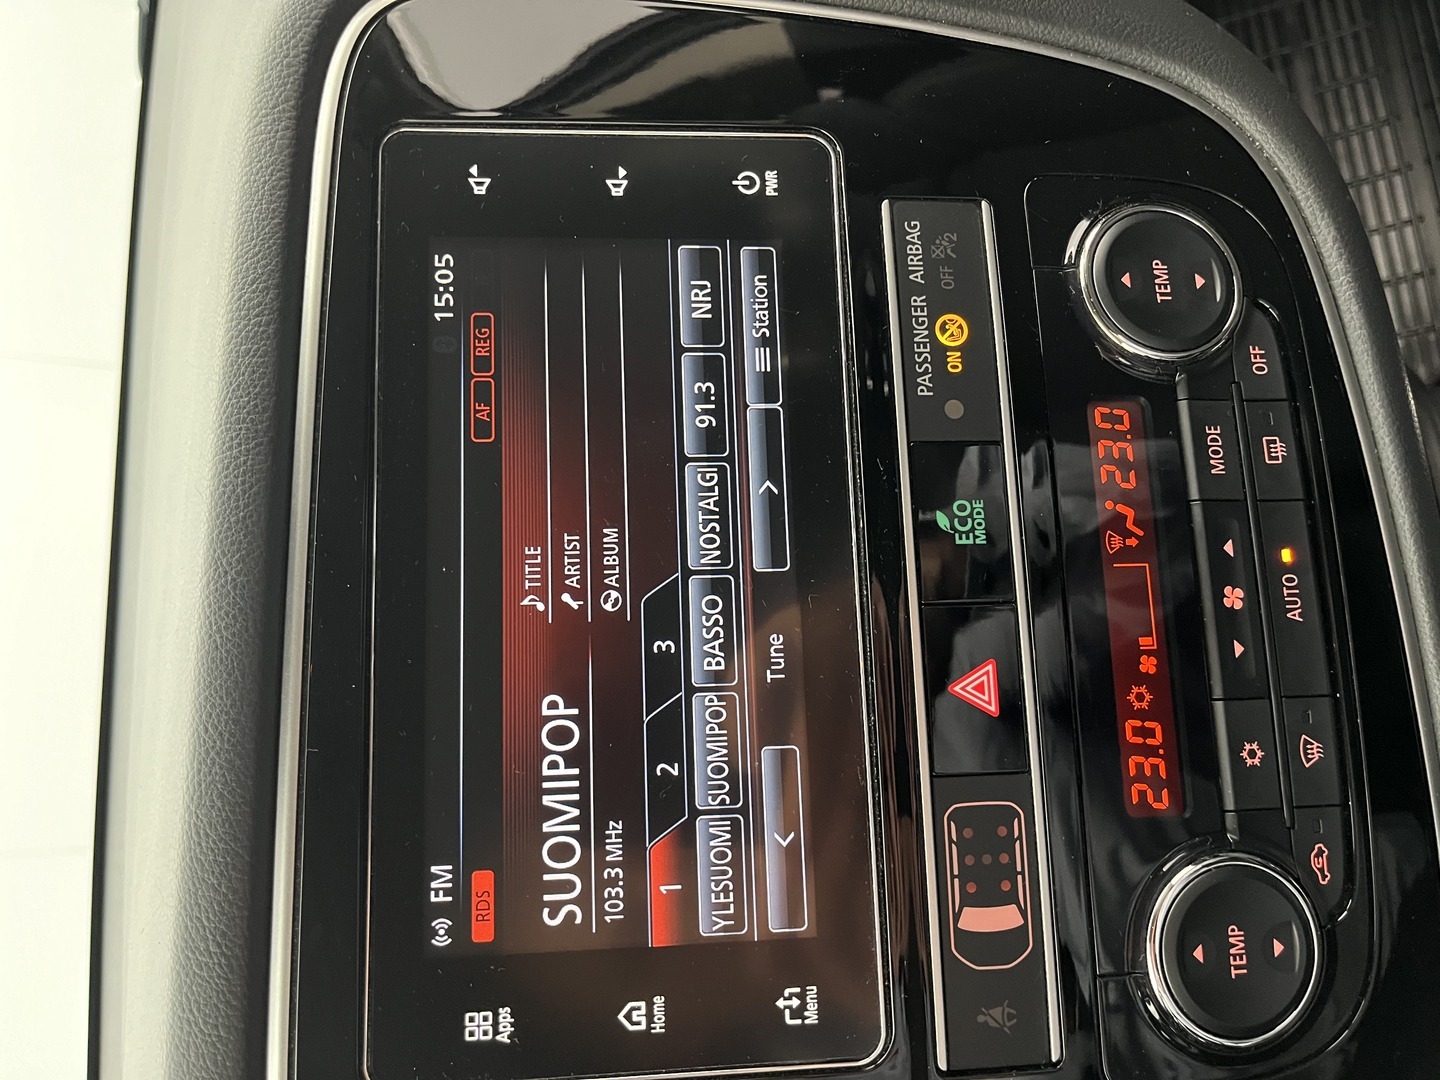 FM 15:05
RDS AF REG
SUOMIPOP
103.3 MHz
TITLE
ARTIST
ALBUM
1 2 3
YLESUOMI SUOMIPOP BASSO NOSTALGI 91.3 NRJ
< Tune > Station
Apps
Home
Menu
PWR
ECO
MODE
PASSENGER AIRBAG
ON OFF 2
23.0 23.0
TEMP
MODE
AUTO
OFF
TEMP